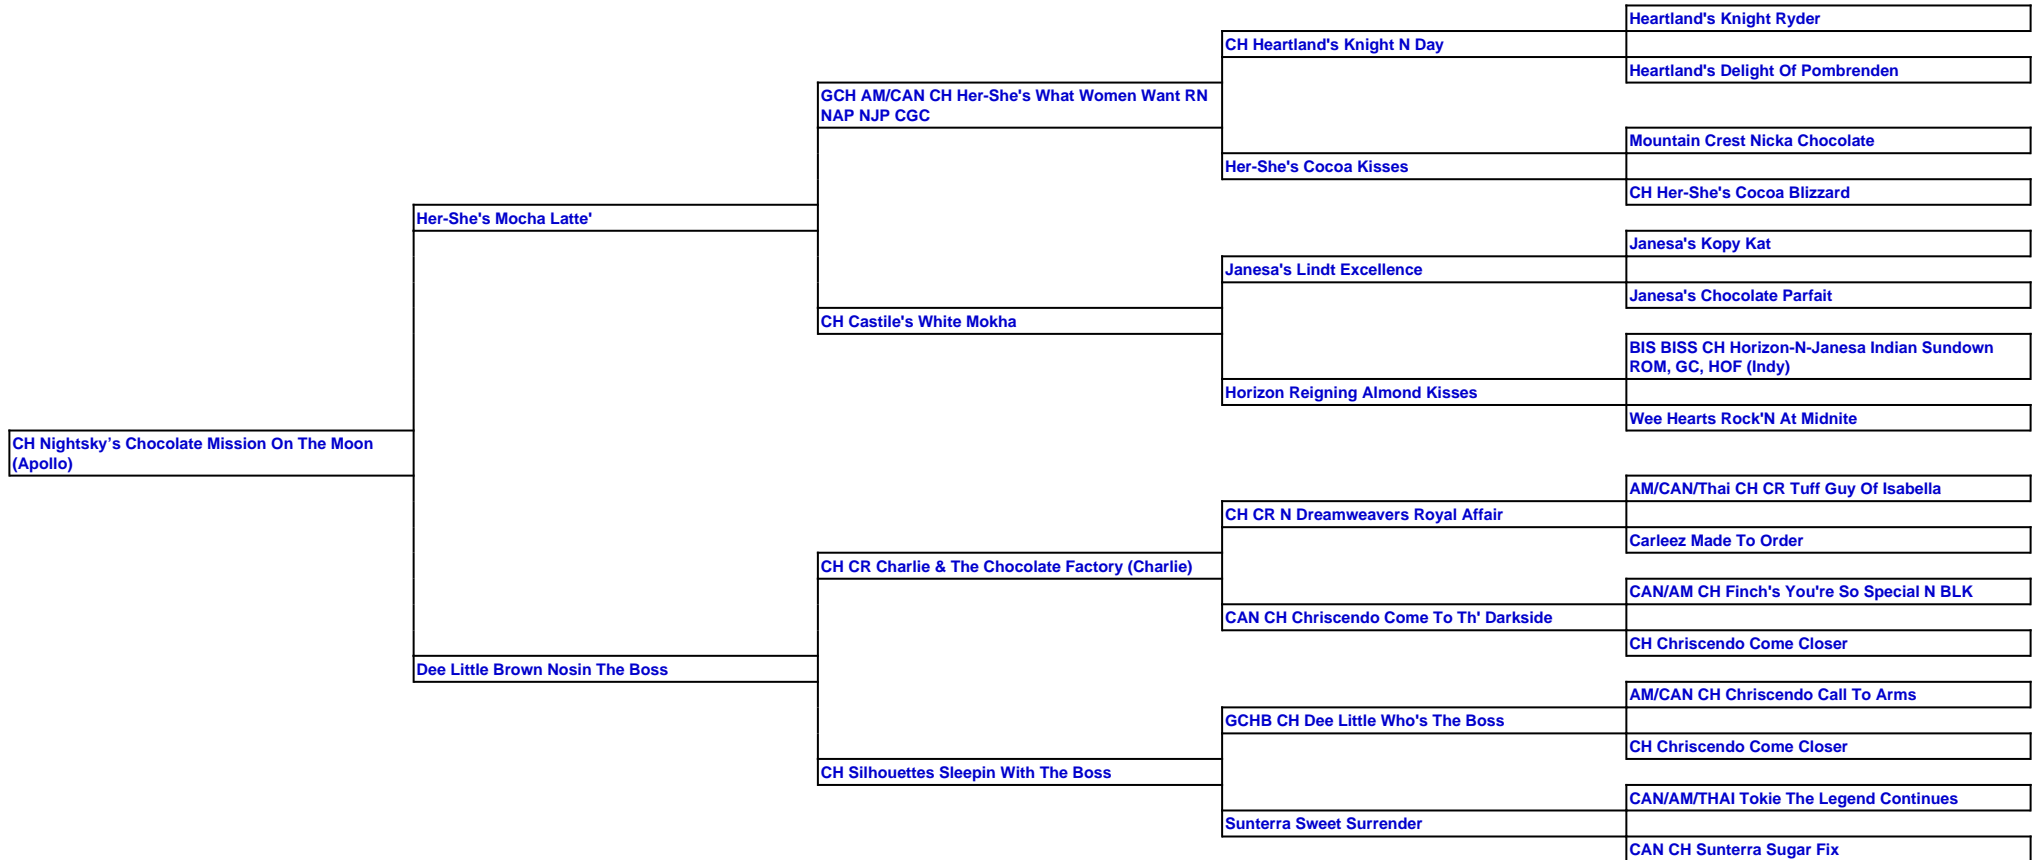 Heartland's Knight Ryder
CH Heartland's Knight N Day
Heartland's Delight Of Pombrenden
GCH AM/CAN CH Her-She's What Women Want RN
NAP NJP CGC
Mountain Crest Nicka Chocolate
Her-She's Cocoa Kisses
CH Her-She's Cocoa Blizzard
Her-She's Mocha Latte'
Janesa's Kopy Kat
Janesa's Lindt Excellence
Janesa's Chocolate Parfait
CH Castile's White Mokha
BIS BISS CH Horizon-N-Janesa Indian Sundown
ROM, GC, HOF (Indy)
Horizon Reigning Almond Kisses
Wee Hearts Rock'N At Midnite
CH Nightsky’s Chocolate Mission On The Moon
(Apollo)
AM/CAN/Thai CH CR Tuff Guy Of Isabella
CH CR N Dreamweavers Royal Affair
Carleez Made To Order
CH CR Charlie & The Chocolate Factory (Charlie)
CAN/AM CH Finch's You're So Special N BLK
CAN CH Chriscendo Come To Th' Darkside
CH Chriscendo Come Closer
Dee Little Brown Nosin The Boss
AM/CAN CH Chriscendo Call To Arms
GCHB CH Dee Little Who's The Boss
CH Chriscendo Come Closer
CH Silhouettes Sleepin With The Boss
CAN/AM/THAI Tokie The Legend Continues
Sunterra Sweet Surrender
CAN CH Sunterra Sugar Fix